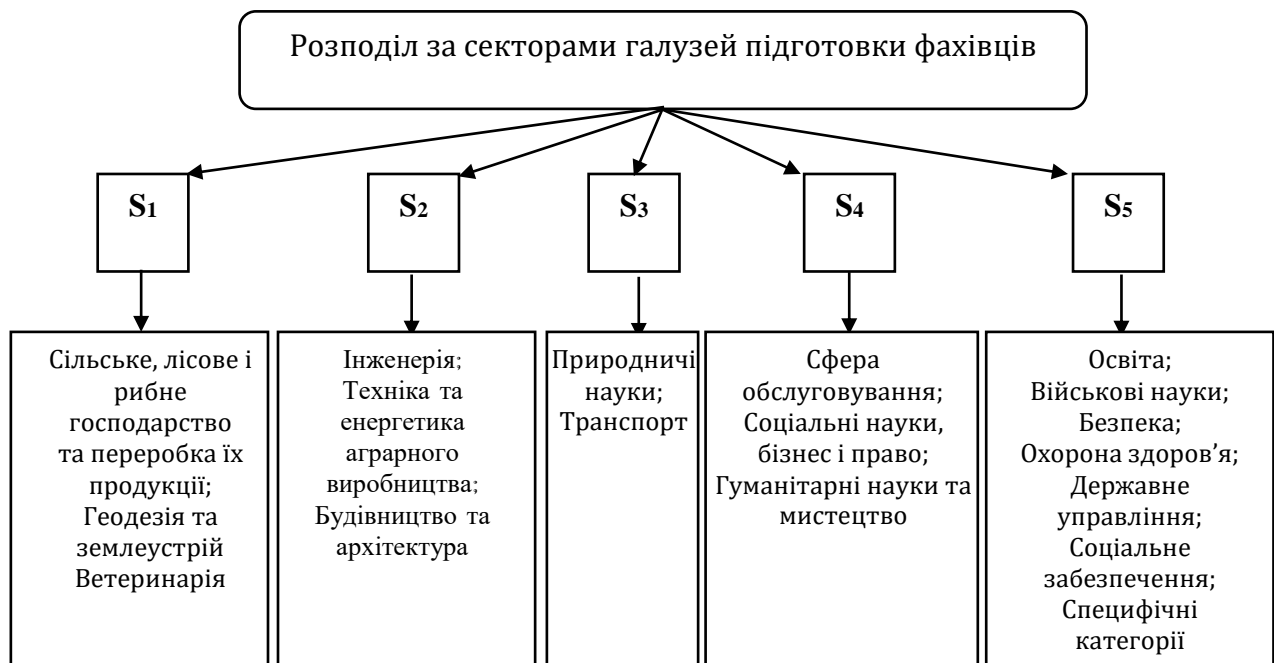 Розподіл за секторами галузей підготовки фахівців
S1
S2
S3
S4
S5
Сільське, лісове і
рибне
господарство
та переробка їх
продукції;
Геодезія та
землеустрій
Ветеринарія
Інженерія;
Техніка та
енергетика
аграрного
виробництва;
Будівництво та
архітектура
Природничі
науки;
Транспорт
Сфера
обслуговування;
Соціальні науки,
бізнес і право;
Гуманітарні науки та
мистецтво
Освіта;
Військові науки;
Безпека;
Охорона здоров’я;
Державне
управління;
Соціальне
забезпечення;
Специфічні
категорії